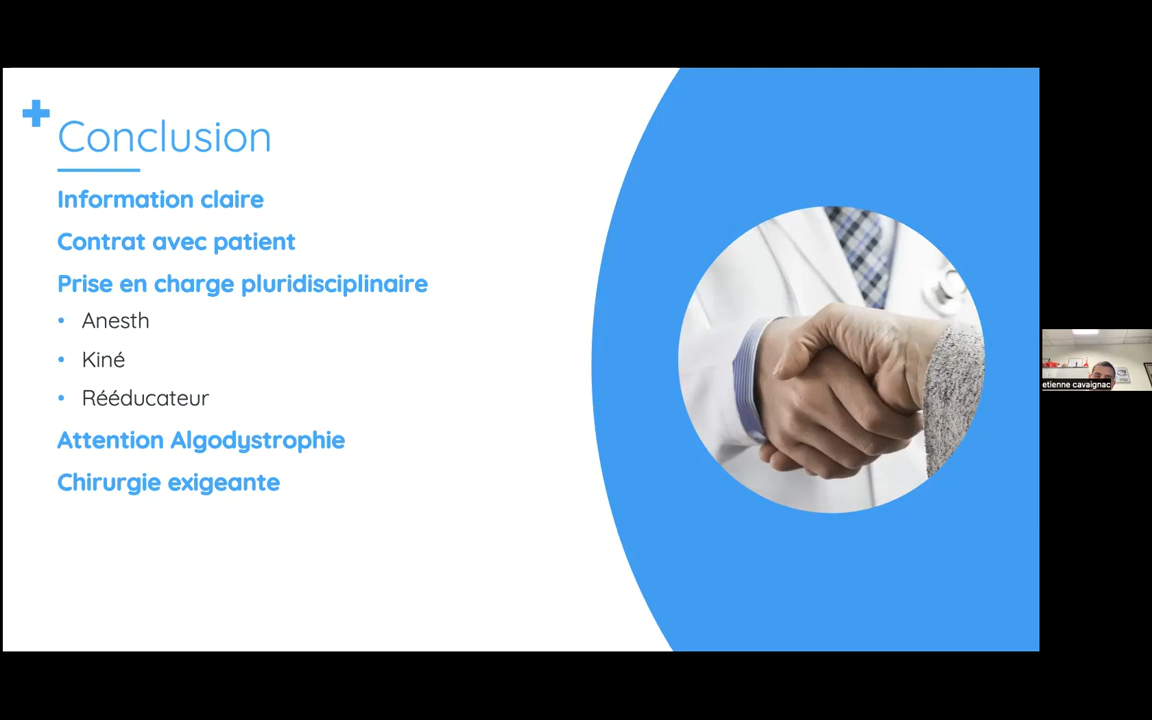 Conclusion
Information claire
Contrat avec patient
Prise en charge pluridisciplinaire
• Anesth
• Kiné
• Rééducateur
Attention Algodystrophie
Chirurgie exigeante
etienne cavaignac